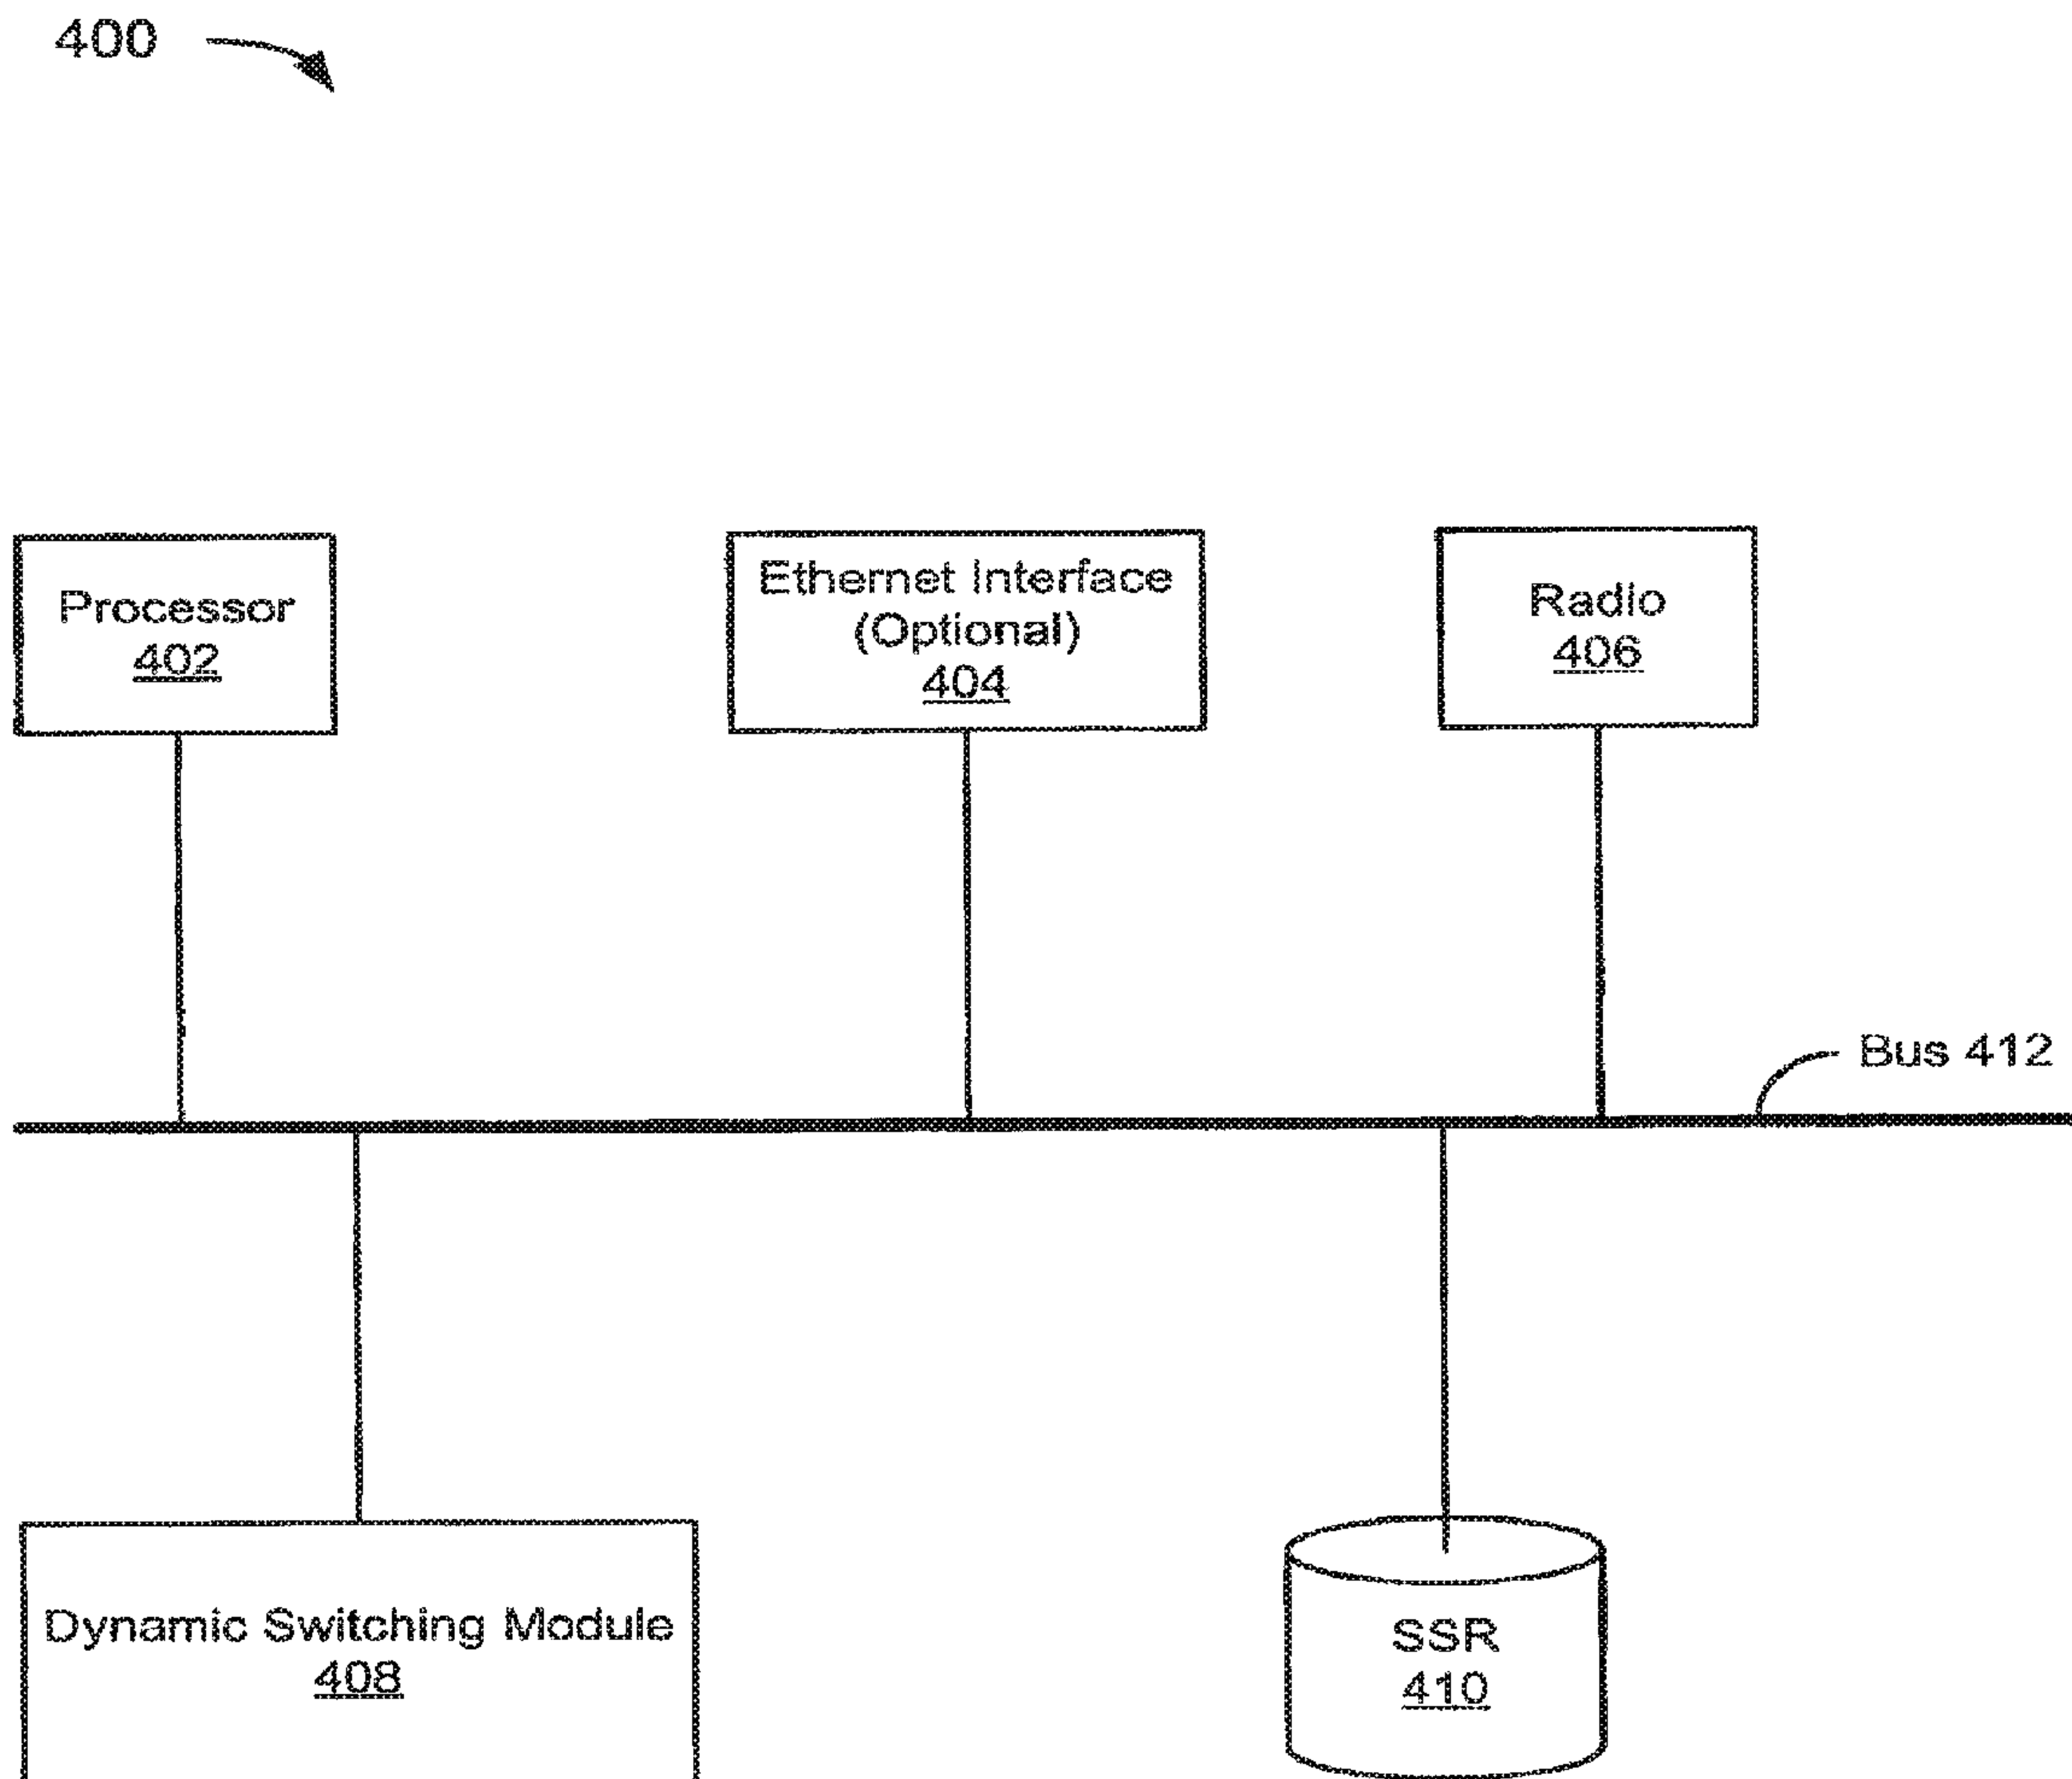 400
Processor
402
Ethernet Interface
(Optional)
404
Radio
406
Bus 412
Dynamic Switching Module
408
SSR
410